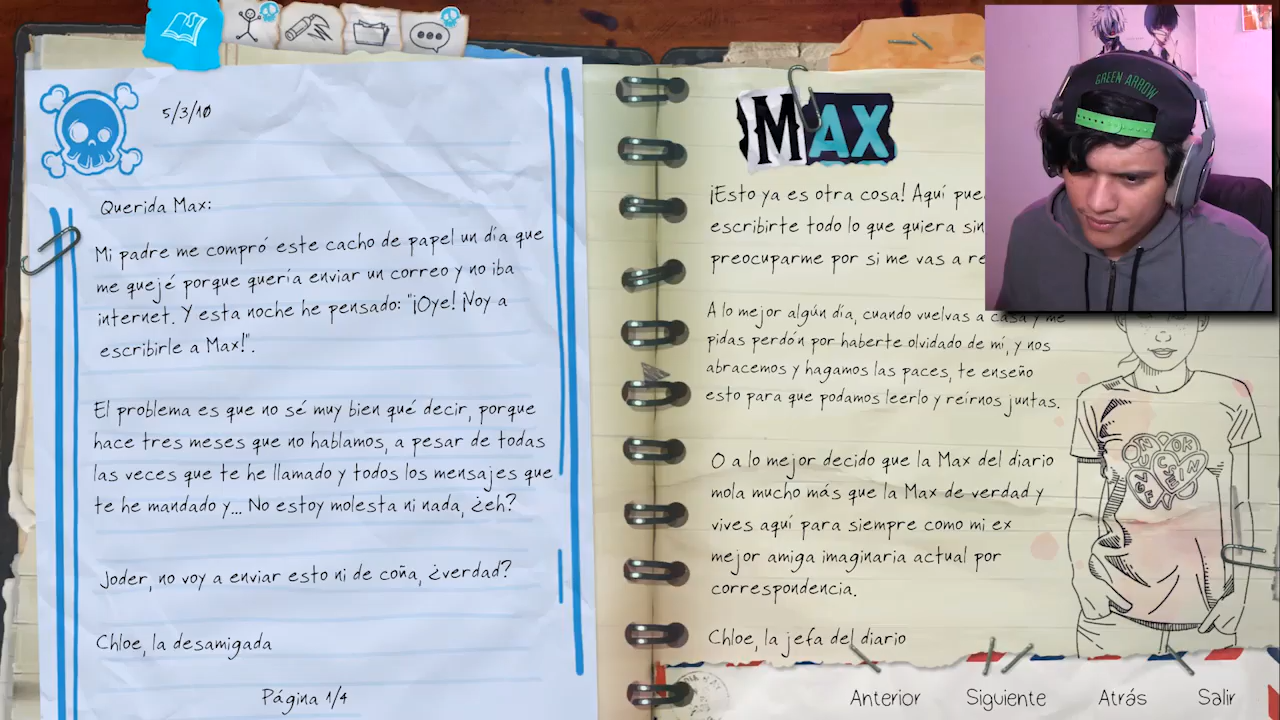 5/3/10
Querida Max:
Mi padre me compró este cacho de papel un día que
me quejé porque quería enviar un correo y no iba
internet. Y esta noche he pensado: "¡Oye! ¡Voy a
escribirle a Max!".
El problema es que no sé muy bien qué decir, porque
hace tres meses que no hablamos, a pesar de todas
las veces que te he llamado y todos los mensajes que
te he mandado y... No estoy molesta ni nada, ¿eh?
Joder, no voy a enviar esto ni de coña, ¿verdad?
Chloe, la desamigada
Página 1/4
MAX
¡Esto ya es otra cosa! Aquí
escribirte todo lo que quiera sin
preocuparme por si me vas a
A lo mejor algún día, cuando vuelvas a casa y me
pidas perdón por haberte olvidado de mí, y nos
abracemos y hagamos las paces, te enseño
esto para que podamos leerlo y reírnos juntas.
O a lo mejor decido que la Max del diario
mola mucho más que la Max de verdad y
vives aquí para siempre como mi ex
mejor amiga imaginaria actual por
correspondencia.
Chloe, la jefa del diario
Anterior Siguiente Atrás Salir
GREEN ARROW